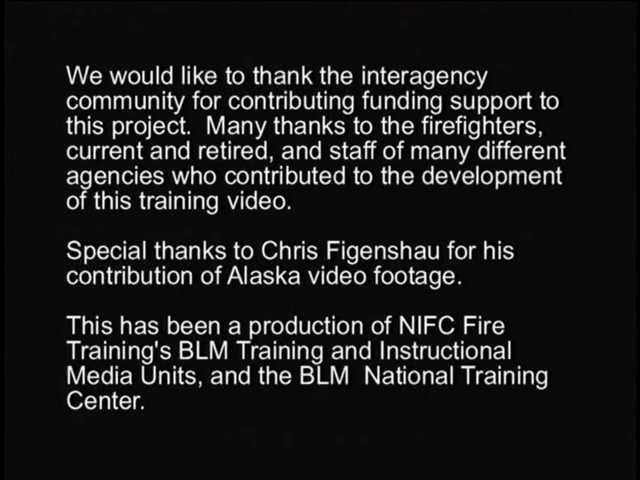 We would like to thank the interagency
community for contributing funding support to
this project.  Many thanks to the firefighters,
current and retired, and staff of many different
agencies who contributed to the development
of this training video.
Special thanks to Chris Figenshau for his
contribution of Alaska video footage.
This has been a production of NIFC Fire
Training's BLM Training and Instructional
Media Units, and the BLM  National Training
Center.